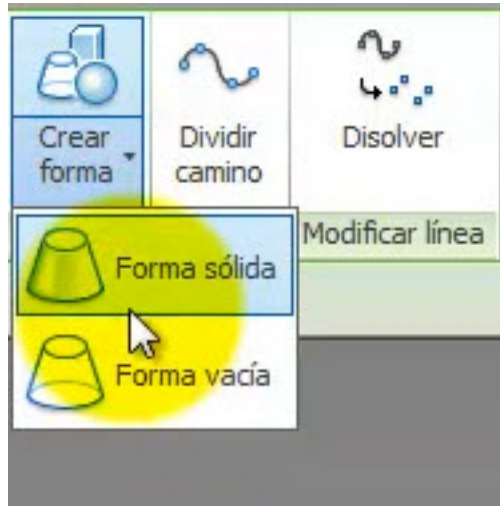 Crear
forma
Dividir
camino
Disolver
Modificar línea
Forma sólida
Forma vacía